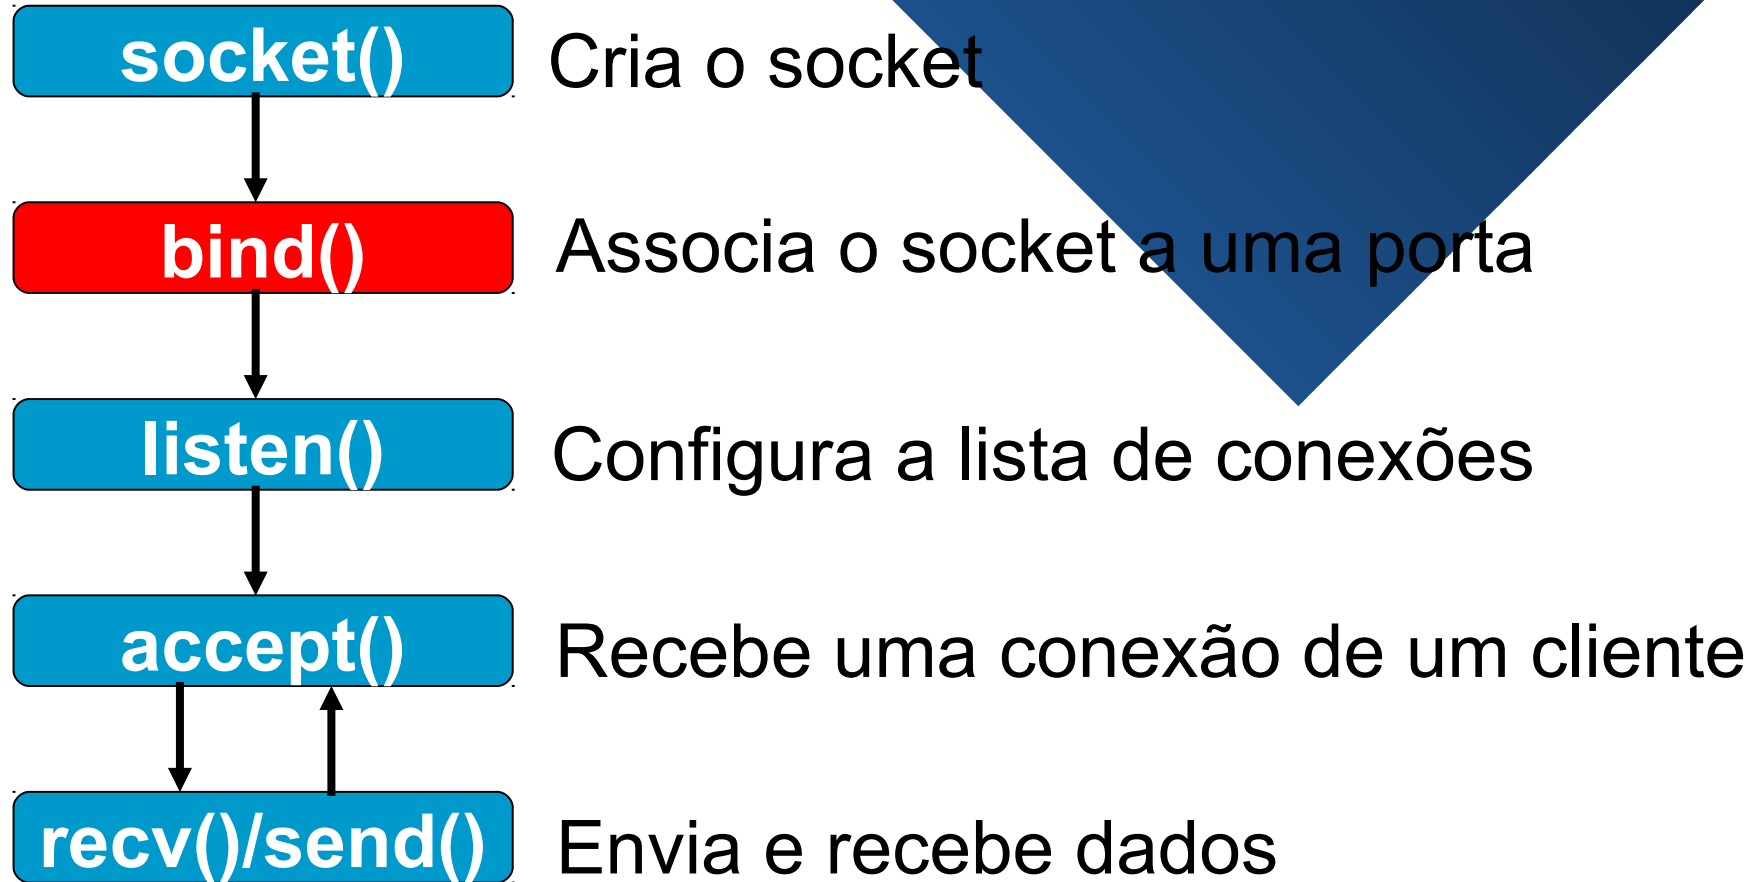 socket() Cria o socket
bind() Associa o socket a uma porta
listen() Configura a lista de conexões
accept() Recebe uma conexão de um cliente
recv()/send() Envia e recebe dados